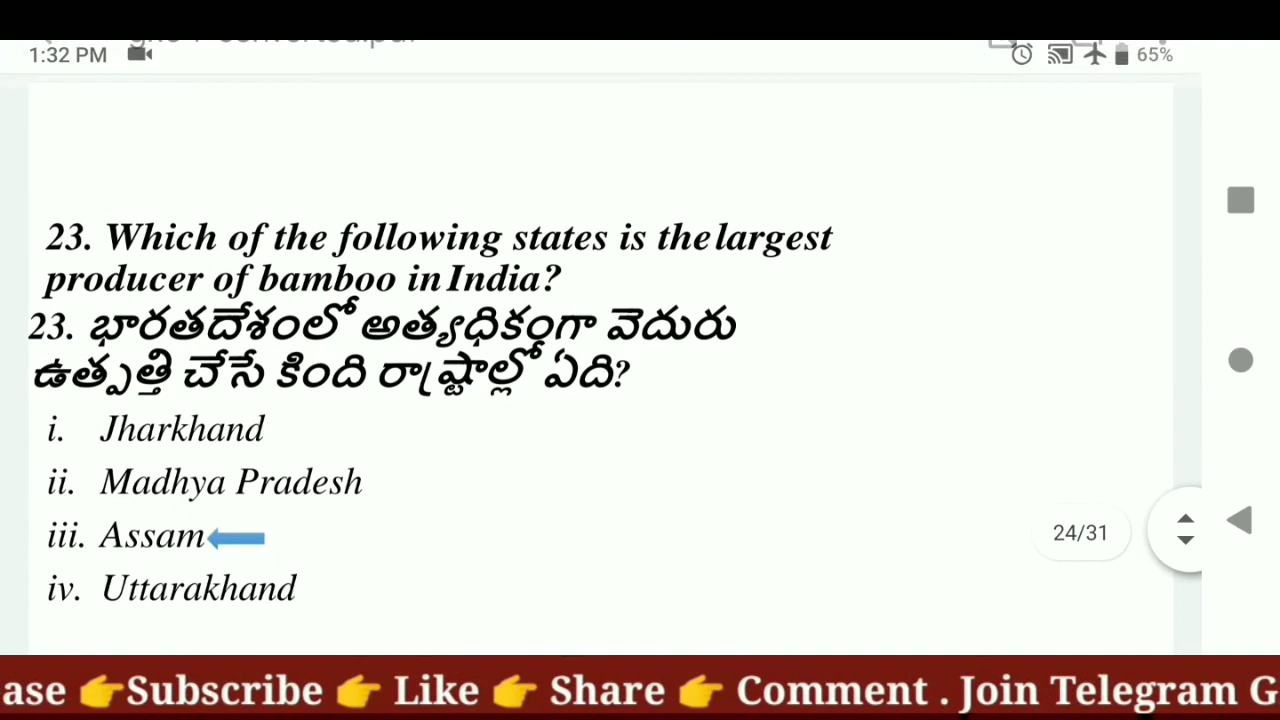 1:32 PM
65%
23. Which of the following states is the largest
producer of bamboo in India?
23. భారతదేశంలో అత్యధికంగా వెదురు
ఉత్పత్తి చేసే కింది రాష్ట్రాల్లో ఏది?
i. Jharkhand
ii. Madhya Pradesh
iii. Assam
24/31
iv. Uttarakhand
ase 👉Subscribe 👉 Like 👉 Share 👉 Comment . Join Telegram G